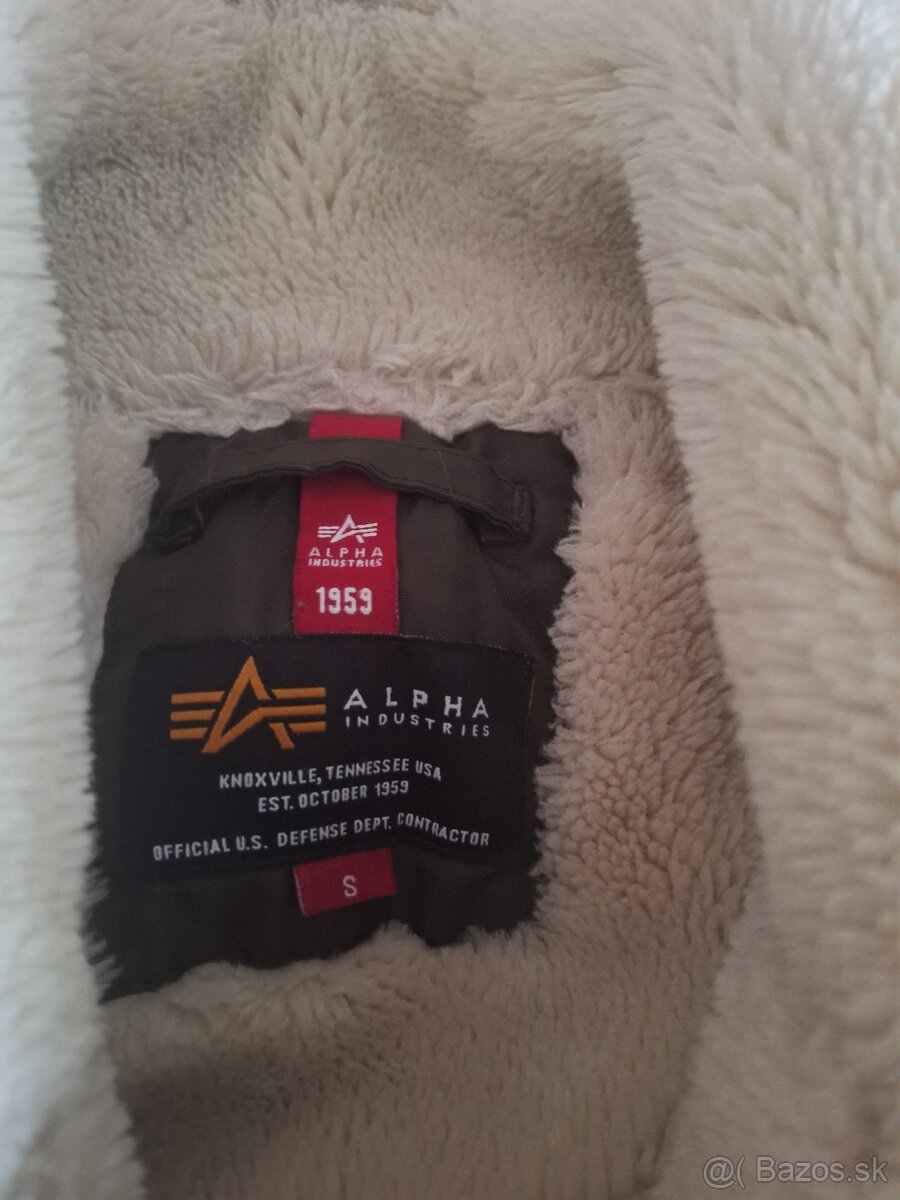 ALPHA
INDUSTRIES
1959
ALPHA
INDUSTRIES
KNOXVILLE, TENNESSEE USA
EST. OCTOBER 1959
OFFICIAL U.S. DEFENSE DEPT. CONTRACTOR
S
@( Bazos.sk